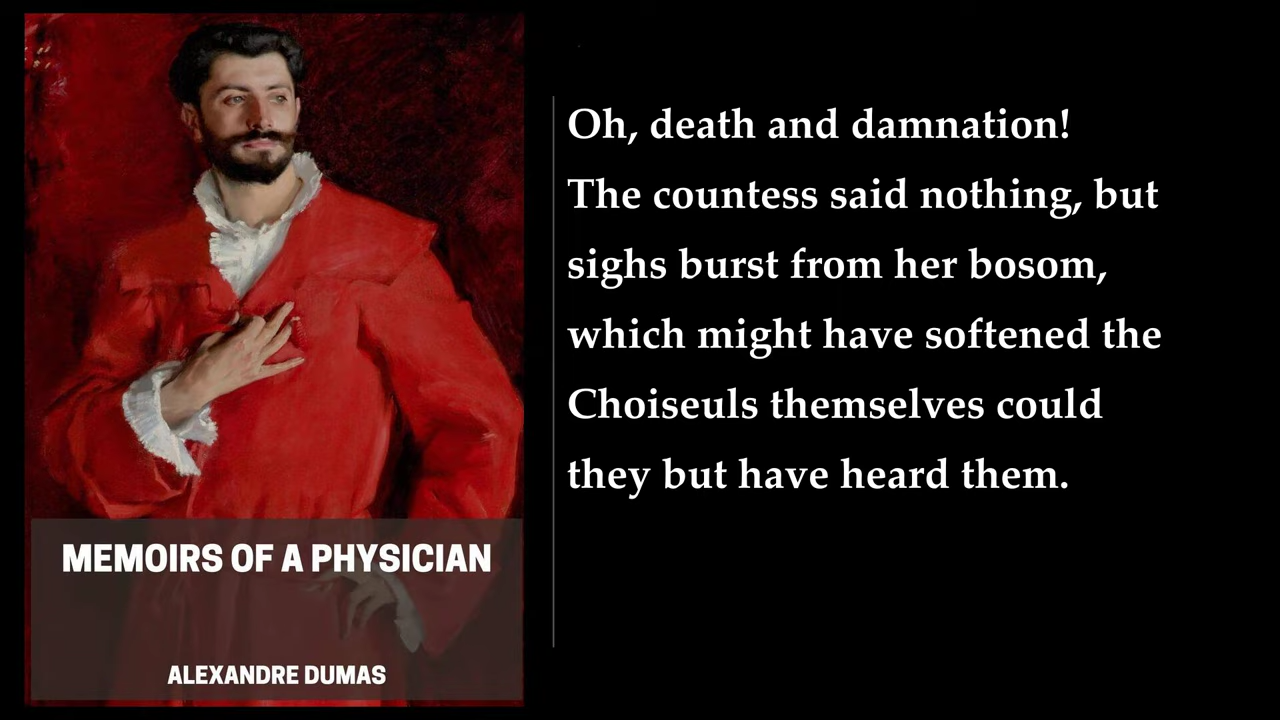 Oh, death and damnation!
The countess said nothing, but
sighs burst from her bosom,
which might have softened the
Choiseuls themselves could
they but have heard them.
MEMOIRS OF A PHYSICIAN
ALEXANDRE DUMAS